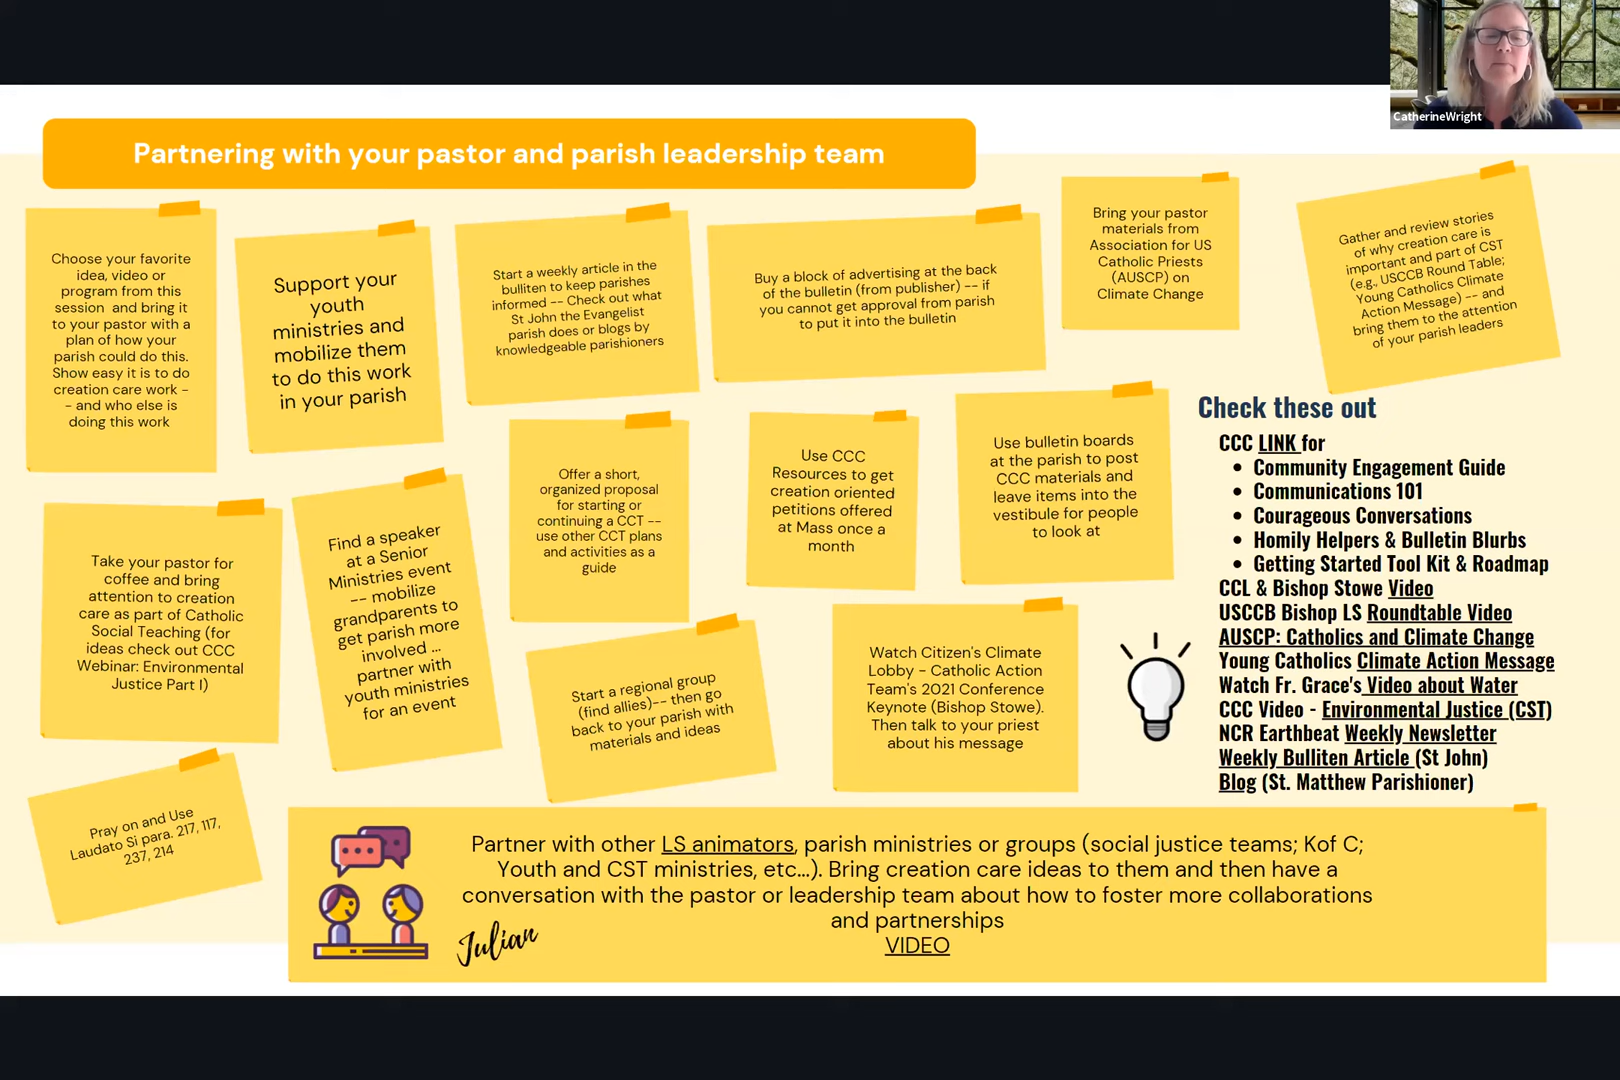 CatherineWright
Partnering with your pastor and parish leadership team
Choose your favorite
idea, video or
program from this
session and bring it
to your pastor with a
plan of how your
parish could do this.
Show easy it is to do
creation care work -
- and who else is
doing this work
Support your
youth
ministries and
mobilize them
to do this work
in your parish
Start a weekly article in the
bulliten to keep parishes
informed -- Check out what
St John the Evangelist
parish does or blogs by
knowledgeable parishioners
Buy a block of advertising at the back
of the bulletin (from publisher) -- if
you cannot get approval from parish
to put it into the bulletin
Bring your pastor
materials from
Association for US
Catholic Priests
(AUSCP) on
Climate Change
Gather and review stories
of why creation care is
important and part of CST
(e.g., USCCB Round Table;
Young Catholics Climate
Action Message) -- and
bring them to the attention
of your parish leaders
Take your pastor for
coffee and bring
attention to creation
care as part of Catholic
Social Teaching (for
ideas check out CCC
Webinar: Environmental
Justice Part I)
Find a speaker
at a Senior
Ministries event
-- mobilize
grandparents to
get parish more
involved ...
partner with
youth ministries
for an event
Offer a short,
organized proposal
for starting or
continuing a CCT --
use other CCT plans
and activities as a
guide
Use CCC
Resources to get
creation oriented
petitions offered
at Mass once a
month
Use bulletin boards
at the parish to post
CCC materials and
leave items into the
vestibule for people
to look at
Start a regional group
(find allies)-- then go
back to your parish with
materials and ideas
Watch Citizen's Climate
Lobby - Catholic Action
Team's 2021 Conference
Keynote (Bishop Stowe).
Then talk to your priest
about his message
Pray on and Use
Laudato Si para. 217, 117,
237, 214
Check these out
CCC LINK for
• Community Engagement Guide
• Communications 101
• Courageous Conversations
• Homily Helpers & Bulletin Blurbs
• Getting Started Tool Kit & Roadmap
CCL & Bishop Stowe Video
USCCB Bishop LS Roundtable Video
AUSCP: Catholics and Climate Change
Young Catholics Climate Action Message
Watch Fr. Grace's Video about Water
CCC Video - Environmental Justice (CST)
NCR Earthbeat Weekly Newsletter
Weekly Bulliten Article (St John)
Blog (St. Matthew Parishioner)
Partner with other LS animators, parish ministries or groups (social justice teams; Kof C;
Youth and CST ministries, etc...). Bring creation care ideas to them and then have a
conversation with the pastor or leadership team about how to foster more collaborations
and partnerships
VIDEO
Julian